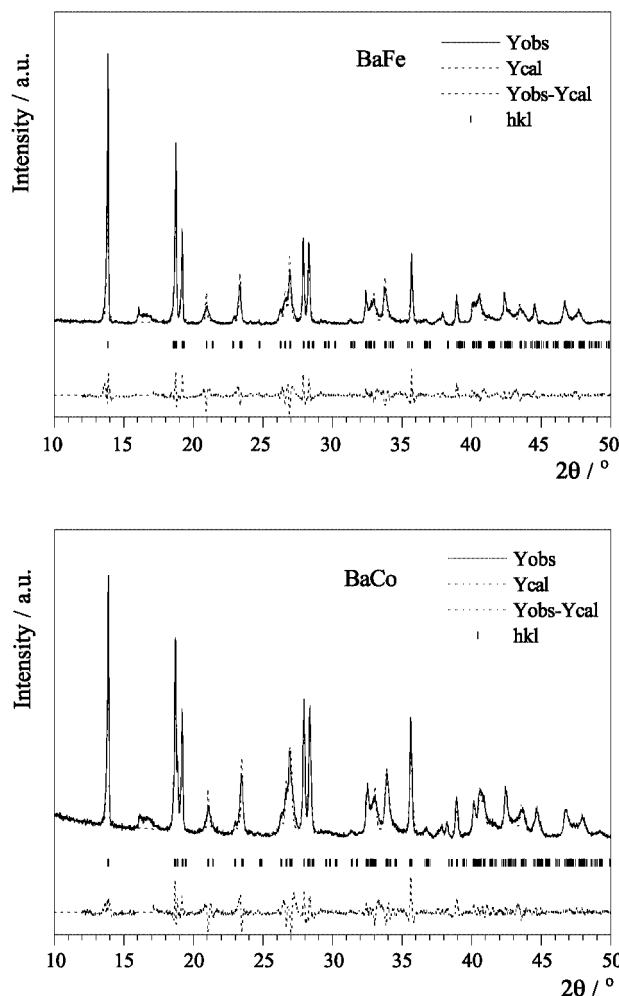 BaFe
Yobs
Ycal
Yobs-Ycal
hkl
Intensity / a.u.
10 15 20 25 30 35 40 45 50
2θ / °
BaCo
Yobs
Ycal
Yobs-Ycal
hkl
Intensity / a.u.
10 15 20 25 30 35 40 45 50
2θ / °